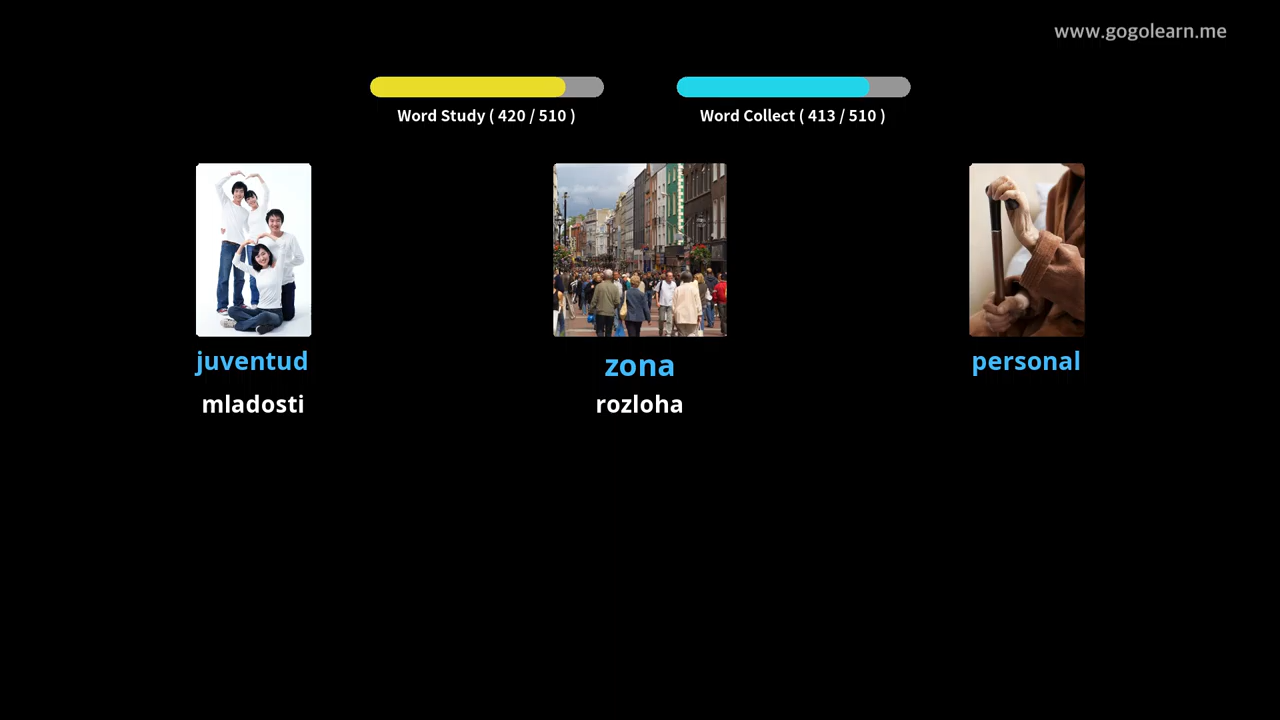 www.gogolearn.me
Word Study ( 420 / 510 )
Word Collect ( 413 / 510 )
juventud
zona
personal
mladosti
rozloha